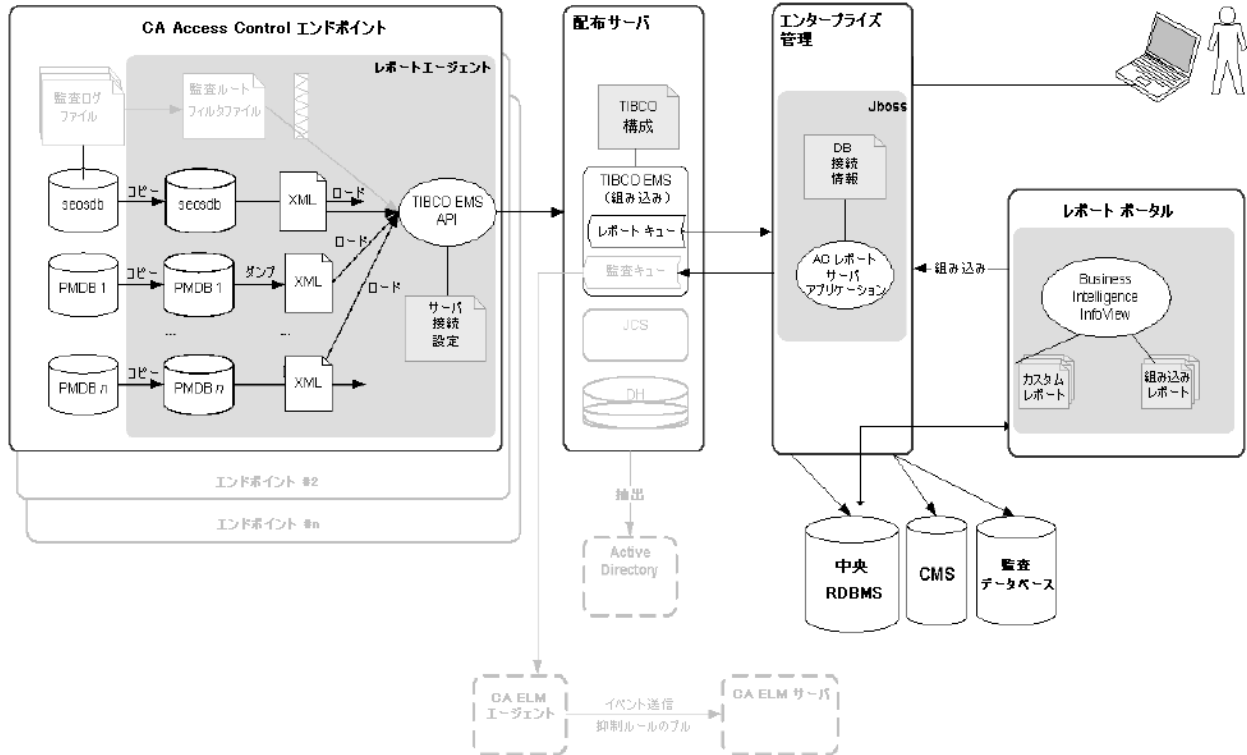 CA Access Control エンドポイント
レポートエージェント
監査ログ
ファイル
監査ルート
フィルタファイル
seosdb
コピー
seosdb
XML
ロード
TIBCO EMS
API
ロード
PMDB 1
コピー
PMDB 1
ダンプ
XML
ロード
サーバ
接続
設定
...
...
PMDB n
コピー
PMDB n
XML
エンドポイント #2
エンドポイント #n
配布サーバ
TIBCO
構成
TIBCO EMS
(組み込み)
レポート キュー
監査キュー
JCS
DH
抽出
Active
Directory
エンタープライズ
管理
Jboss
DB
接続
情報
AC レポート
サーバ
アプリケーション
組み込み
レポート ポータル
Business
Intelligence
InfoView
カスタム
レポート
組み込み
レポート
中央
RDBMS
CMS
監査
データベース
CA ELM
エージェント
イベント送信
抑制ルールのプル
CA ELM サーバ